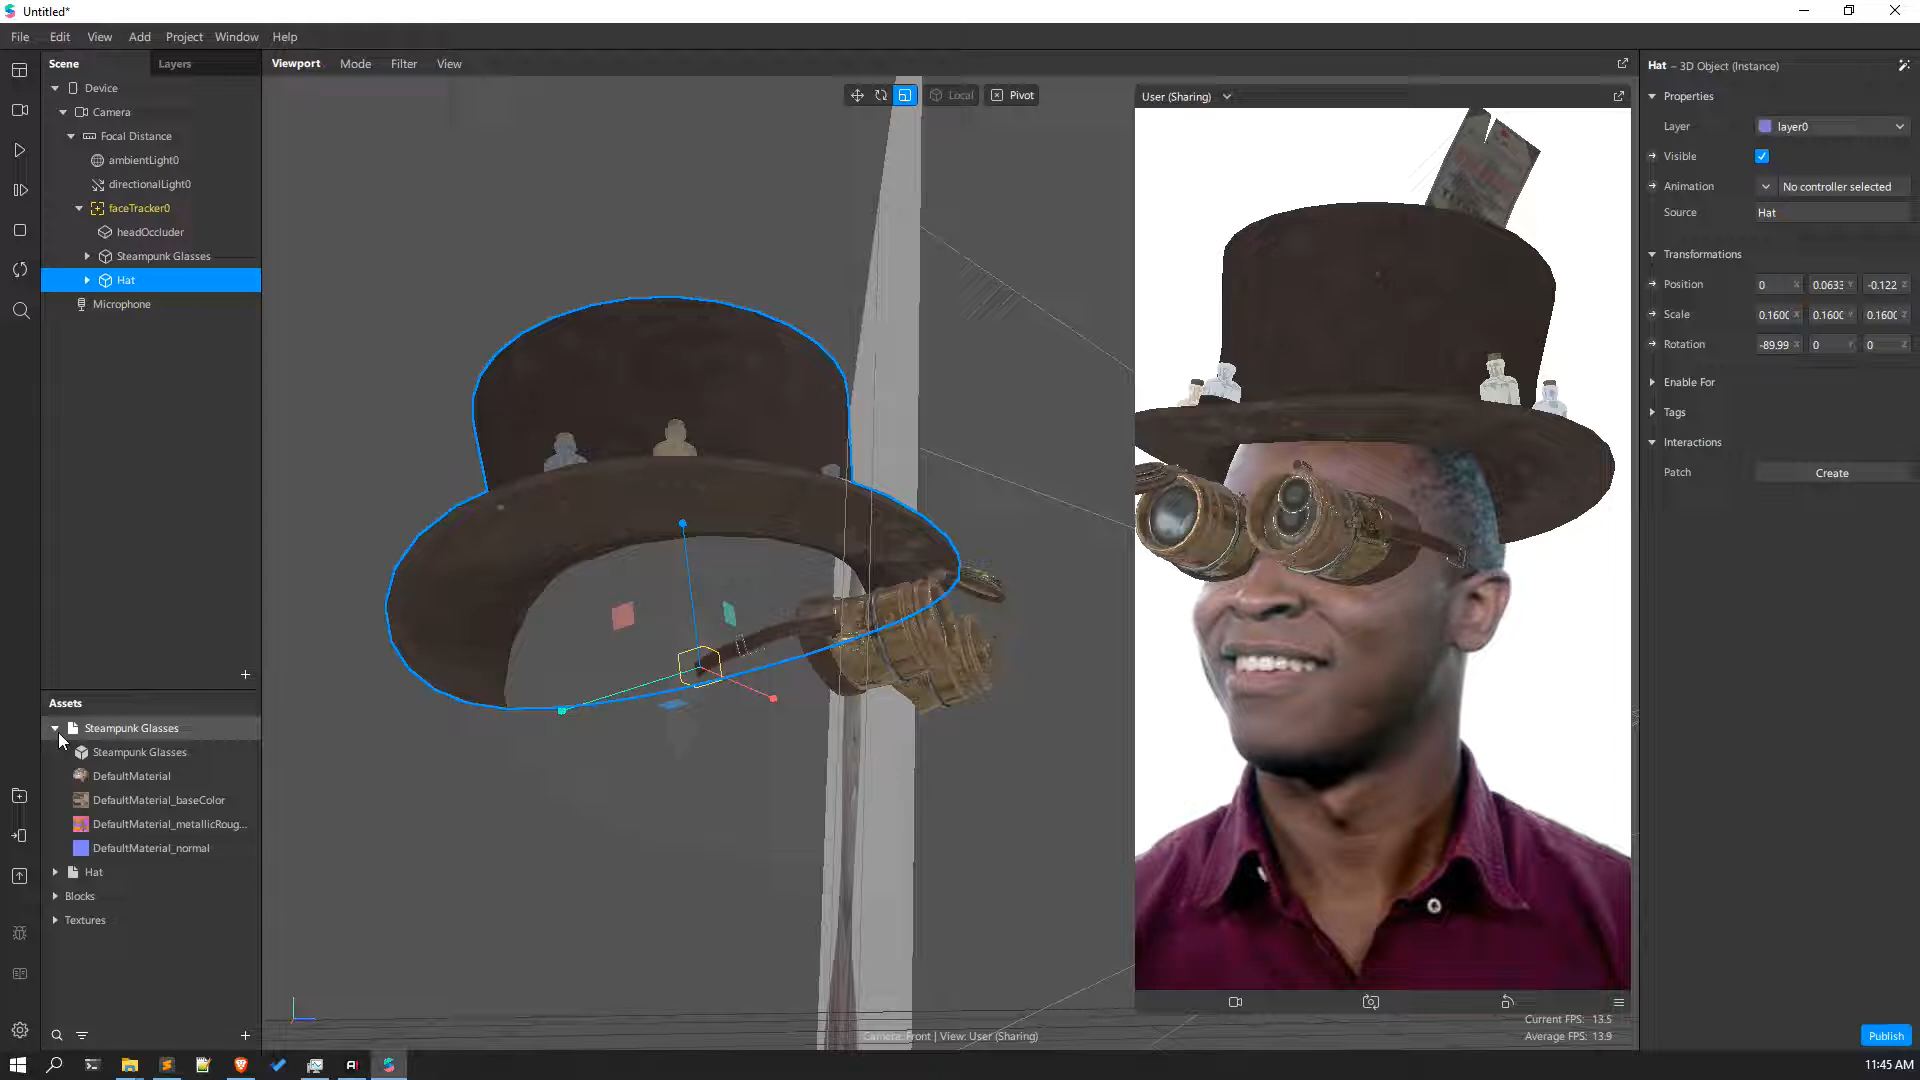 Untitled*
File Edit View Add Project Window Help
Scene Layers
Device
Camera
Focal Distance
ambientLight0
directionalLight0
faceTracker0
headOccluder
Steampunk Glasses
Hat
Microphone
Assets
Steampunk Glasses
Steampunk Glasses
DefaultMaterial
DefaultMaterial_baseColor
DefaultMaterial_metallicRoug...
DefaultMaterial_normal
Hat
Blocks
Textures
Viewport Mode Filter View
Local Pivot
User (Sharing)
Camera: Front | View: User (Sharing)
Current FPS: 13.5
Average FPS: 13.9
Hat – 3D Object (Instance)
Properties
Layer layer0
Visible
Animation No controller selected
Source Hat
Transformations
Position 0 X 0.0633 Y -0.122 Z
Scale 0.160( X 0.160( Y 0.160( Z
Rotation -89.99 X 0 Y 0 Z
Enable For
Tags
Interactions
Patch Create
Publish
Ai
11:45 AM